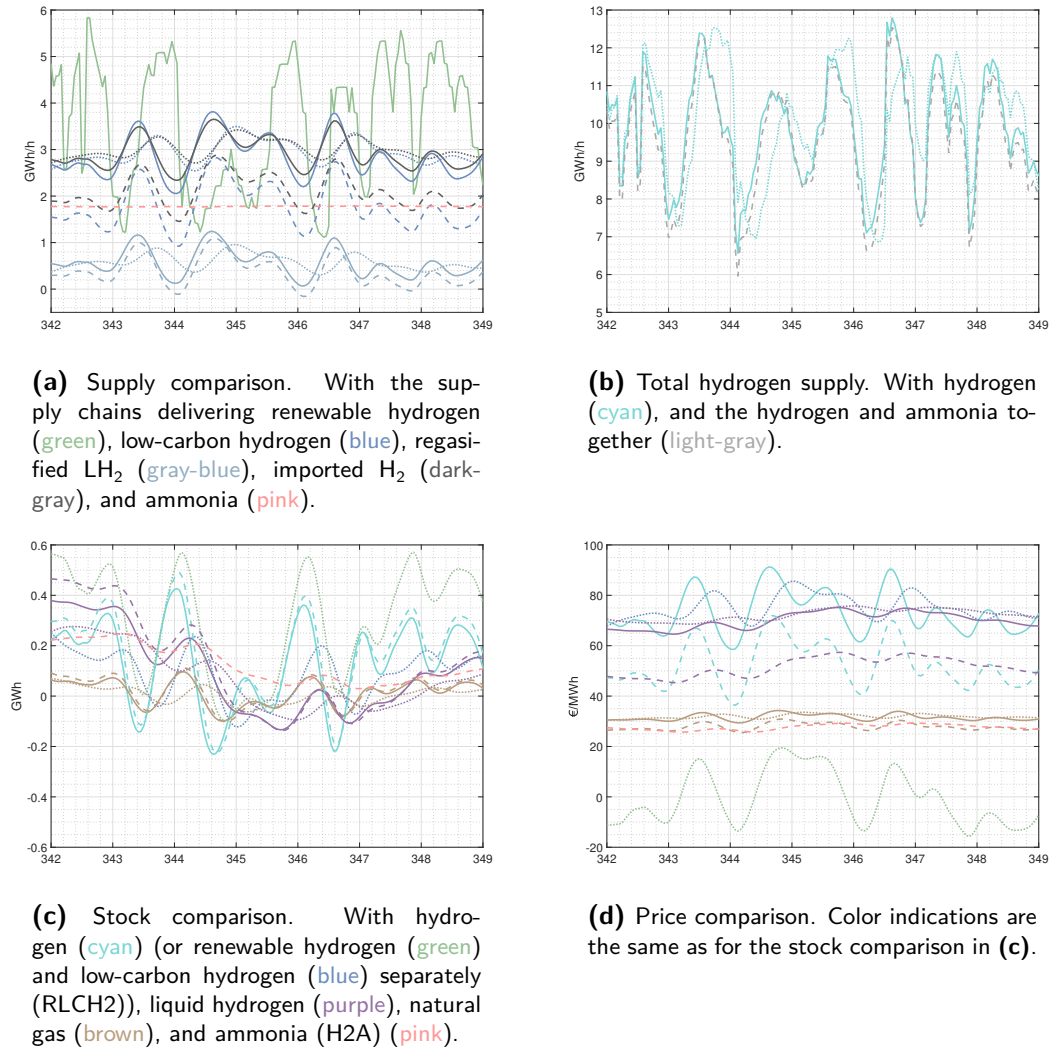 6
5
4
3
2
1
0
GWh/h
342 343 344 345 346 347 348 349
13
12
11
10
9
8
7
6
5
GWh/h
342 343 344 345 346 347 348 349
(a) Supply comparison. With the sup-
ply chains delivering renewable hydrogen
(green), low-carbon hydrogen (blue), regasi-
fied LH₂ (gray-blue), imported H₂ (dark-
gray), and ammonia (pink).
(b) Total hydrogen supply. With hydrogen
(cyan), and the hydrogen and ammonia to-
gether (light-gray).
0.6
0.4
0.2
0
-0.2
-0.4
-0.6
GWh
342 343 344 345 346 347 348 349
100
80
60
40
20
0
-20
€/MWh
342 343 344 345 346 347 348 349
(c) Stock comparison. With hydro-
gen (cyan) (or renewable hydrogen (green)
and low-carbon hydrogen (blue) separately
(RLCH2)), liquid hydrogen (purple), natural
gas (brown), and ammonia (H2A) (pink).
(d) Price comparison. Color indications are
the same as for the stock comparison in (c).